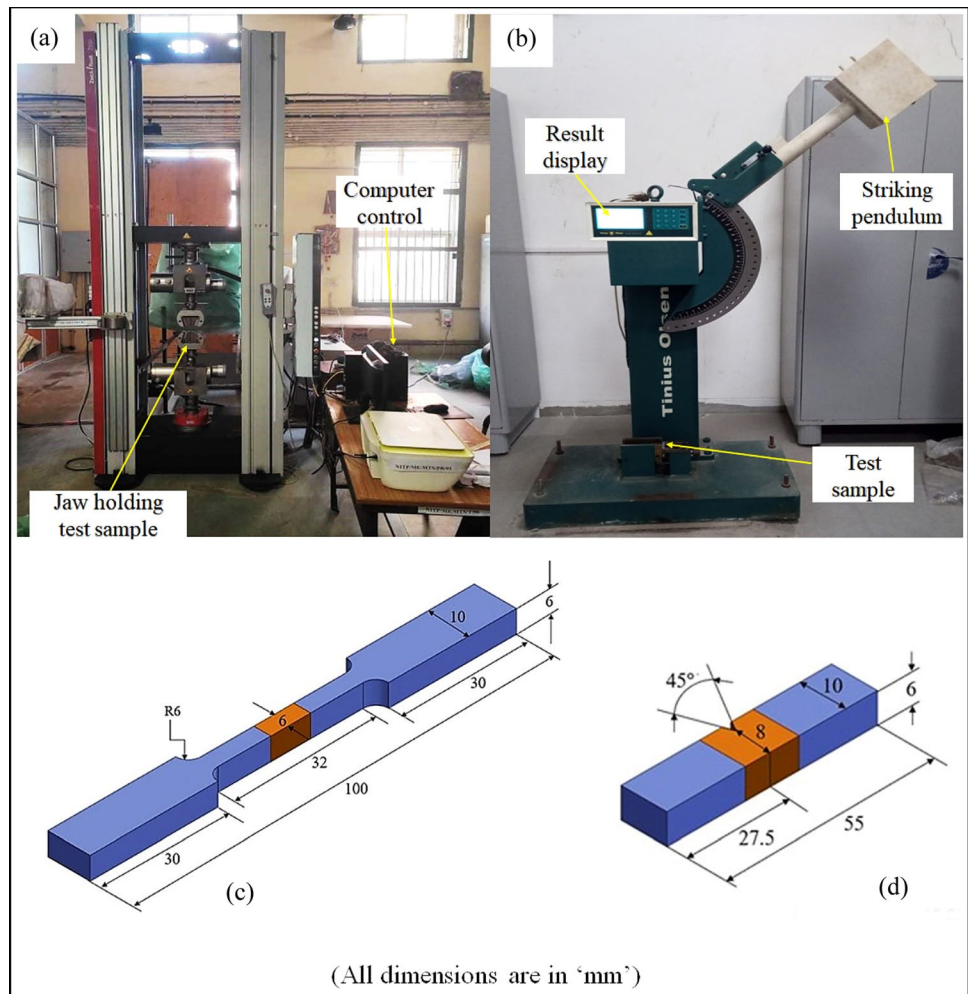 (a)
(b)
Result
display
Computer
control
Striking
pendulum
Tinius Olsen
Jaw holding
test sample
Test
sample
10
6
30
R6
6
32
100
30
(c)
45°
10
6
8
27.5
55
(d)
(All dimensions are in ‘mm’)